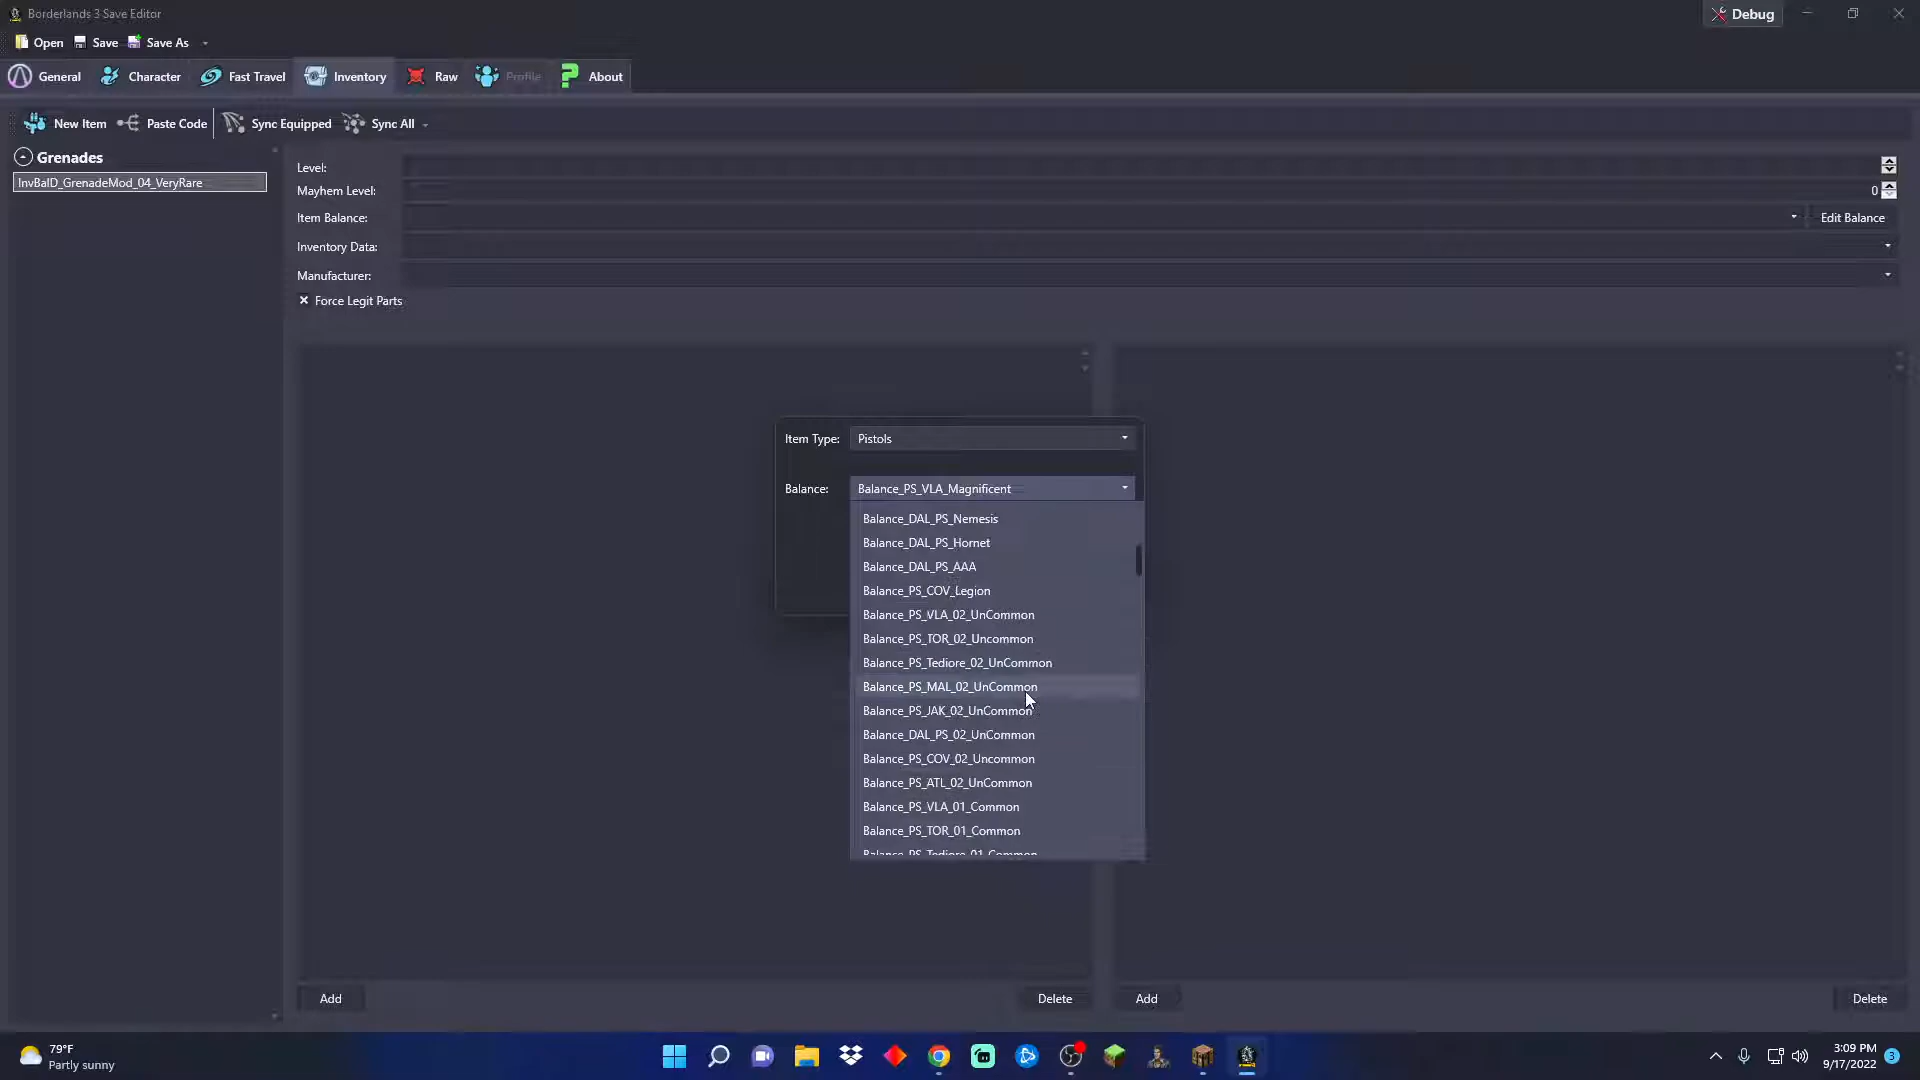 Borderlands 3 Save Editor
Debug
Open Save Save As
General Character Fast Travel Inventory Raw Profile About
New Item Paste Code Sync Equipped Sync All
Grenades
InvBalD_GrenadeMod_04_VeryRare
Level:
Mayhem Level: 0
Item Balance: Edit Balance
Inventory Data:
Manufacturer:
Force Legit Parts
Item Type: Pistols
Balance: Balance_PS_VLA_Magnificent
Balance_DAL_PS_Nemesis
Balance_DAL_PS_Hornet
Balance_DAL_PS_AAA
Balance_PS_COV_Legion
Balance_PS_VLA_02_UnCommon
Balance_PS_TOR_02_Uncommon
Balance_PS_Tediore_02_UnCommon
Balance_PS_MAL_02_UnCommon
Balance_PS_JAK_02_UnCommon
Balance_DAL_PS_02_UnCommon
Balance_PS_COV_02_Uncommon
Balance_PS_ATL_02_UnCommon
Balance_PS_VLA_01_Common
Balance_PS_TOR_01_Common
Balance_PS_Tediore_01_Common
Add Delete Add Delete
79°F
Partly sunny
3:09 PM
9/17/2022
3